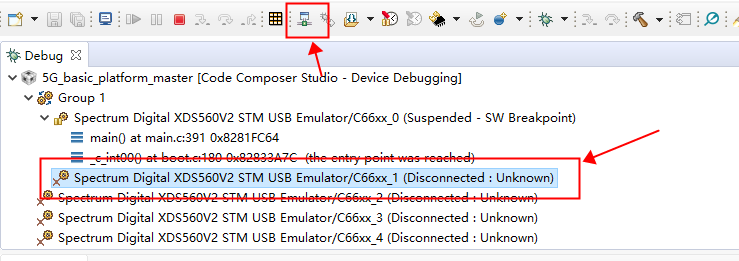 Debug
5G_basic_platform_master [Code Composer Studio - Device Debugging]
Group 1
Spectrum Digital XDS560V2 STM USB Emulator/C66xx_0 (Suspended - SW Breakpoint)
main() at main.c:391 0x8281FC64
_c_int00() at boot.c:180 0x82833A7C (the entry point was reached)
Spectrum Digital XDS560V2 STM USB Emulator/C66xx_1 (Disconnected : Unknown)
Spectrum Digital XDS560V2 STM USB Emulator/C66xx_2 (Disconnected : Unknown)
Spectrum Digital XDS560V2 STM USB Emulator/C66xx_3 (Disconnected : Unknown)
Spectrum Digital XDS560V2 STM USB Emulator/C66xx_4 (Disconnected : Unknown)